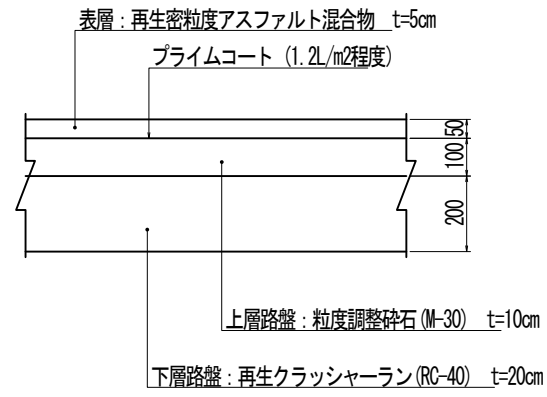 表層：再生密粒度アスファルト混合物　t=5cm
プライムコート（1.2L/m2程度）
50
100
200
上層路盤：粒度調整砕石(M-30)　t=10cm
下層路盤：再生クラッシャーラン(RC-40)　t=20cm